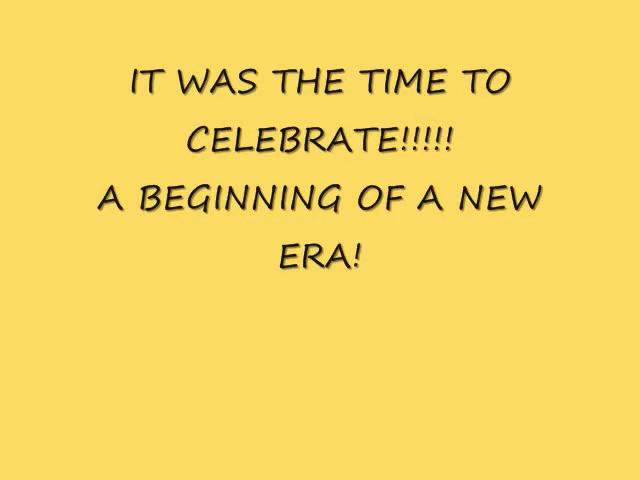 IT WAS THE TIME TO
CELEBRATE!!!!!
A BEGINNING OF A NEW
ERA!